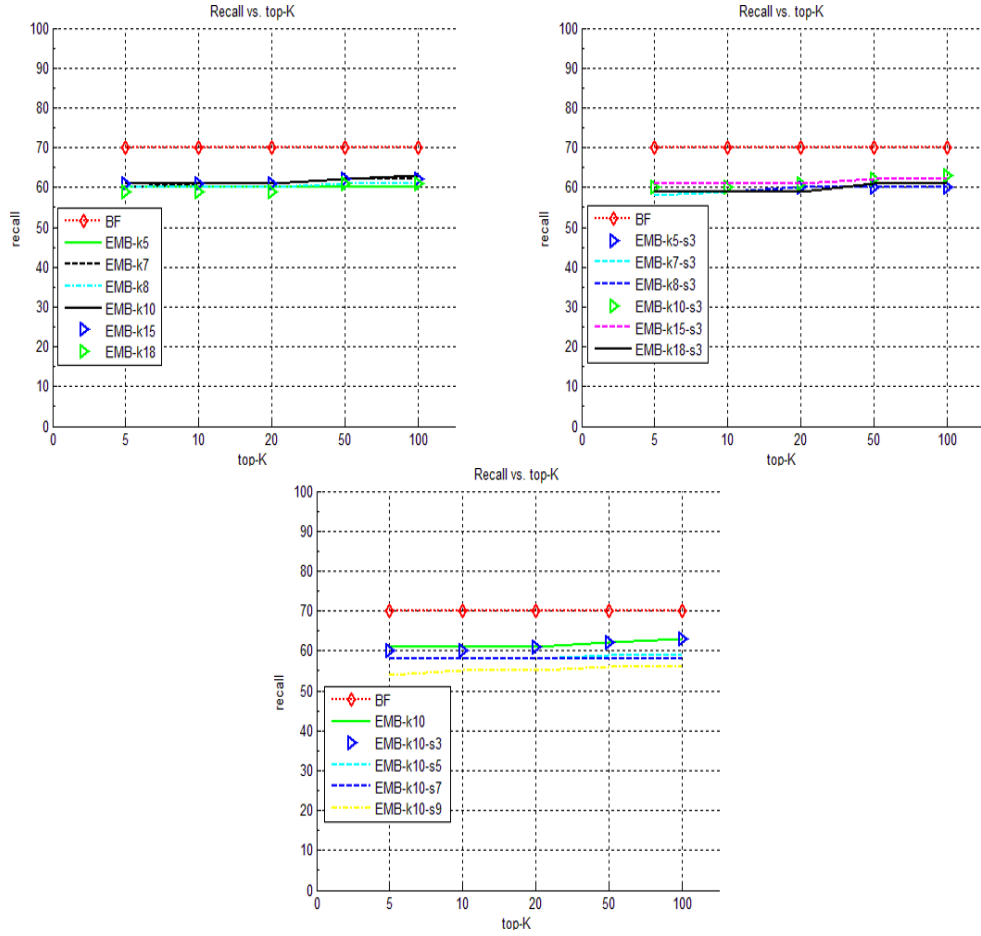 Recall vs. top-K
100
90
80
70
60
50
40
30
20
10
0
recall
BF
EMB-k5
EMB-k7
EMB-k8
EMB-k10
EMB-k15
EMB-k18
0 5 10 20 50 100
top-K
Recall vs. top-K
100
90
80
70
60
50
40
30
20
10
0
recall
BF
EMB-k5-s3
EMB-k7-s3
EMB-k8-s3
EMB-k10-s3
EMB-k15-s3
EMB-k18-s3
0 5 10 20 50 100
top-K
Recall vs. top-K
100
90
80
70
60
50
40
30
20
10
0
recall
BF
EMB-k10
EMB-k10-s3
EMB-k10-s5
EMB-k10-s7
EMB-k10-s9
0 5 10 20 50 100
top-K